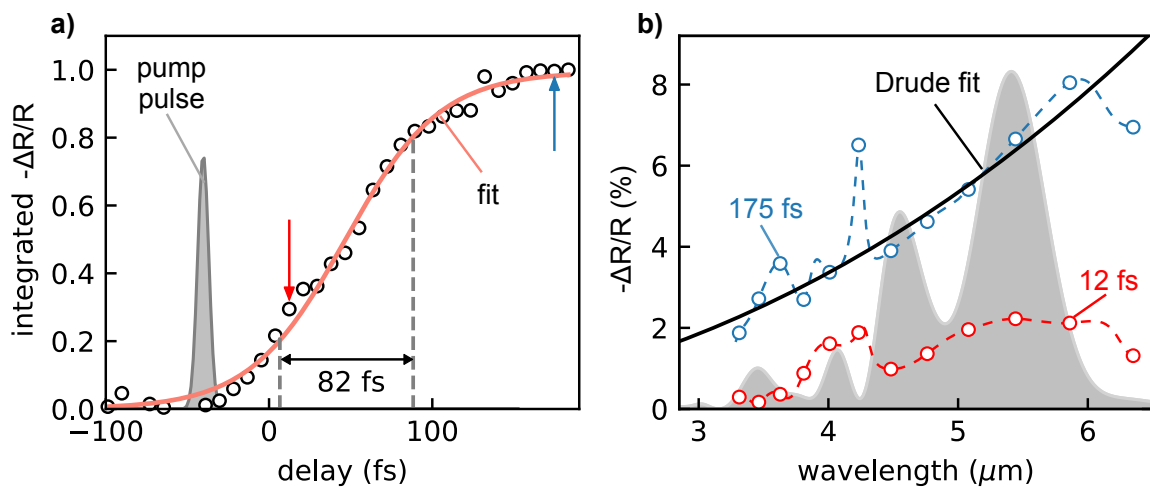 a)
integrated -ΔR/R
1.0
0.8
0.6
0.4
0.2
0.0
pump
pulse
fit
82 fs
−100
0
100
delay (fs)
b)
-ΔR/R (%)
8
6
4
2
0
Drude fit
175 fs
12 fs
3
4
5
6
wavelength (μm)